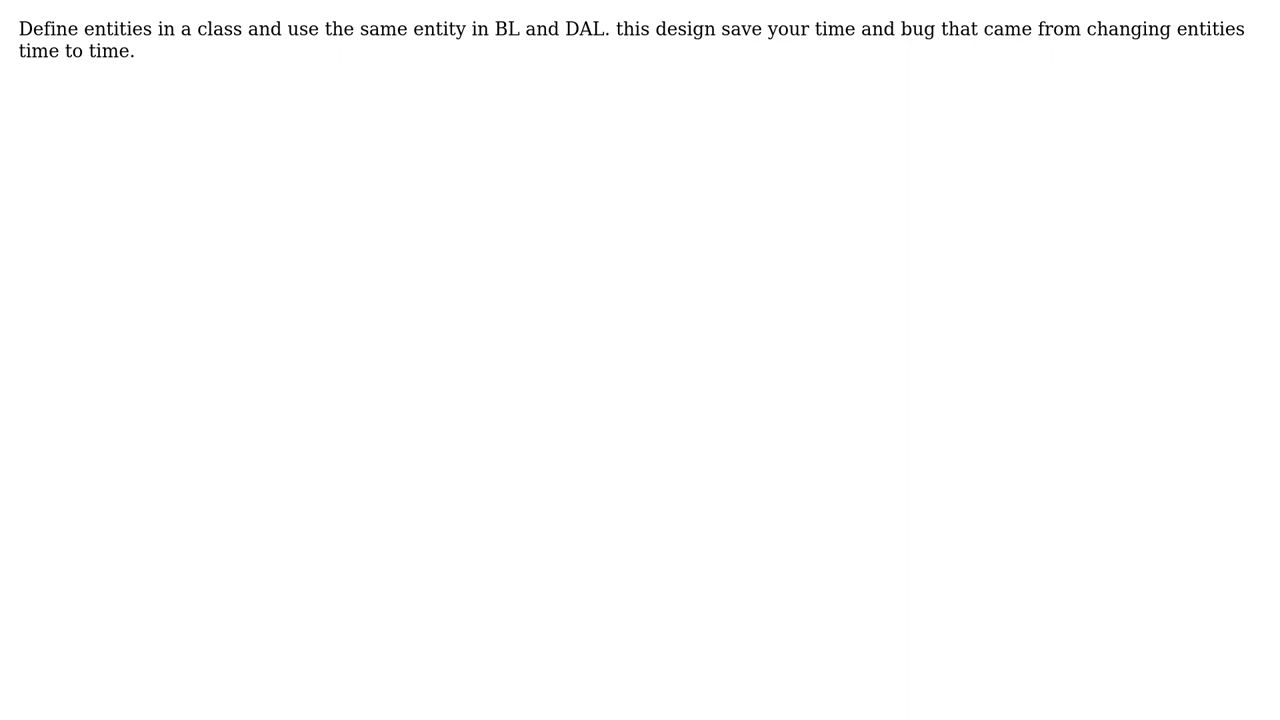 Define entities in a class and use the same entity in BL and DAL. this design save your time and bug that came from changing entities
time to time.